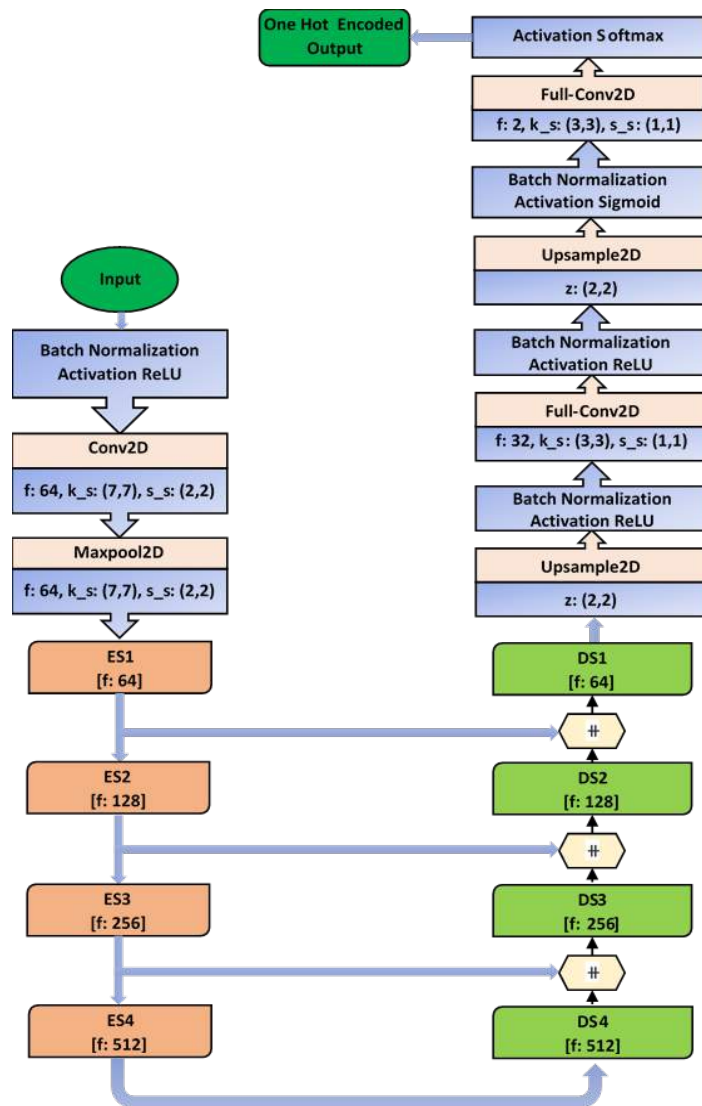 One Hot Encoded
Output
Activation Softmax
Full-Conv2D
f: 2, k_s: (3,3), s_s: (1,1)
Batch Normalization
Activation Sigmoid
Upsample2D
z: (2,2)
Batch Normalization
Activation ReLU
Full-Conv2D
f: 32, k_s: (3,3), s_s: (1,1)
Batch Normalization
Activation ReLU
Upsample2D
z: (2,2)
Input
Batch Normalization
Activation ReLU
Conv2D
f: 64, k_s: (7,7), s_s: (2,2)
Maxpool2D
f: 64, k_s: (7,7), s_s: (2,2)
ES1
[f: 64]
DS1
[f: 64]
⧺
ES2
[f: 128]
DS2
[f: 128]
⧺
ES3
[f: 256]
DS3
[f: 256]
⧺
ES4
[f: 512]
DS4
[f: 512]